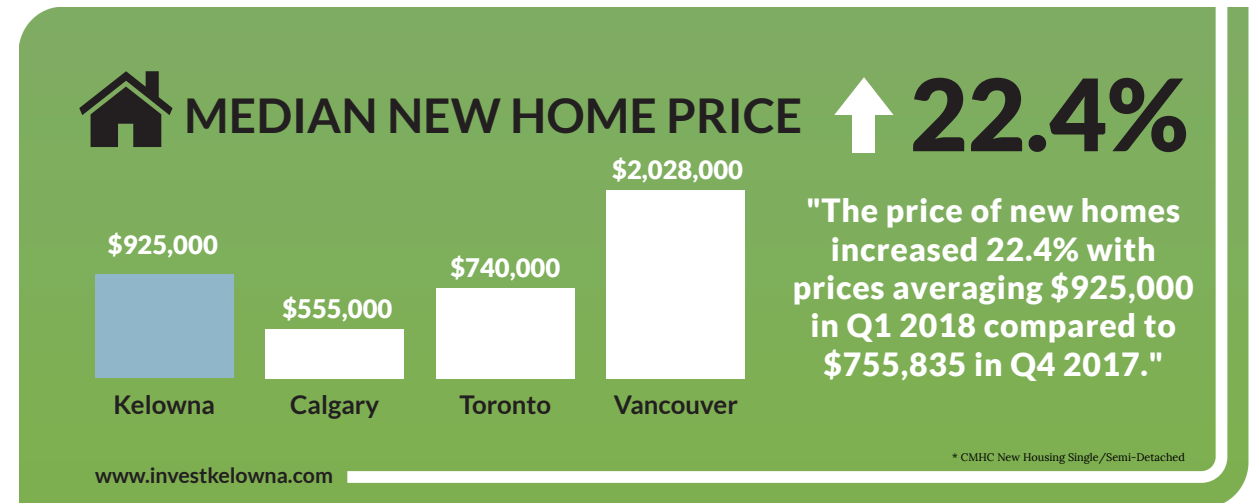 MEDIAN NEW HOME PRICE
22.4%
$925,000
$555,000
$740,000
$2,028,000
Kelowna
Calgary
Toronto
Vancouver
"The price of new homes
increased 22.4% with
prices averaging $925,000
in Q1 2018 compared to
$755,835 in Q4 2017."
* CMHC New Housing Single/Semi-Detached
www.investkelowna.com